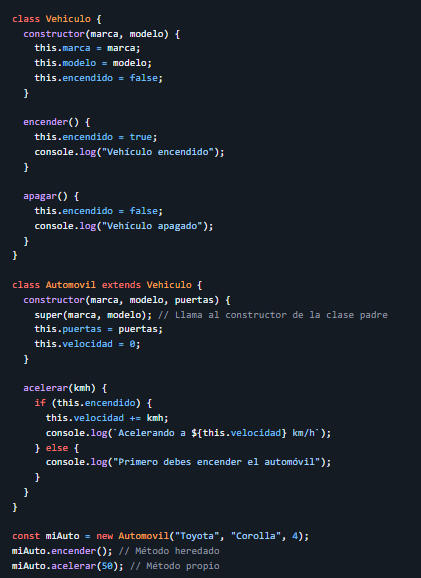 class Vehiculo {
  constructor(marca, modelo) {
    this.marca = marca;
    this.modelo = modelo;
    this.encendido = false;
  }

  encender() {
    this.encendido = true;
    console.log("Vehículo encendido");
  }

  apagar() {
    this.encendido = false;
    console.log("Vehículo apagado");
  }
}

class Automovil extends Vehiculo {
  constructor(marca, modelo, puertas) {
    super(marca, modelo); // Llama al constructor de la clase padre
    this.puertas = puertas;
    this.velocidad = 0;
  }

  acelerar(kmh) {
    if (this.encendido) {
      this.velocidad += kmh;
      console.log(`Acelerando a ${this.velocidad} km/h`);
    } else {
      console.log("Primero debes encender el automóvil");
    }
  }
}

const miAuto = new Automovil("Toyota", "Corolla", 4);
miAuto.encender(); // Método heredado
miAuto.acelerar(50); // Método propio